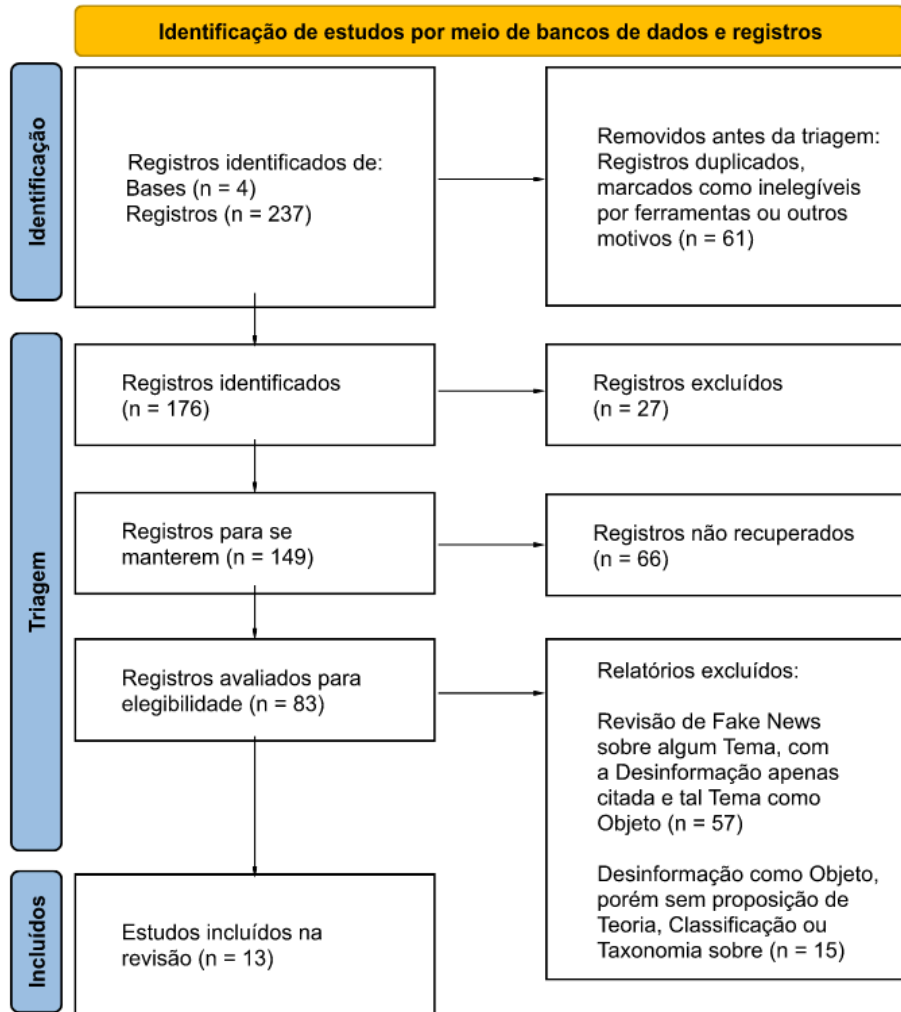 Identificação de estudos por meio de bancos de dados e registros
Identificação
Registros identificados de:
Bases (n = 4)
Registros (n = 237)
Removidos antes da triagem:
Registros duplicados,
marcados como inelegíveis
por ferramentas ou outros
motivos (n = 61)
Triagem
Registros identificados
(n = 176)
Registros excluídos
(n = 27)
Registros para se
manterem (n = 149)
Registros não recuperados
(n = 66)
Registros avaliados para
elegibilidade (n = 83)
Relatórios excluídos:
Revisão de Fake News
sobre algum Tema, com
a Desinformação apenas
citada e tal Tema como
Objeto (n = 57)
Desinformação como Objeto,
porém sem proposição de
Teoria, Classificação ou
Taxonomia sobre (n = 15)
Incluídos
Estudos incluídos na
revisão (n = 13)